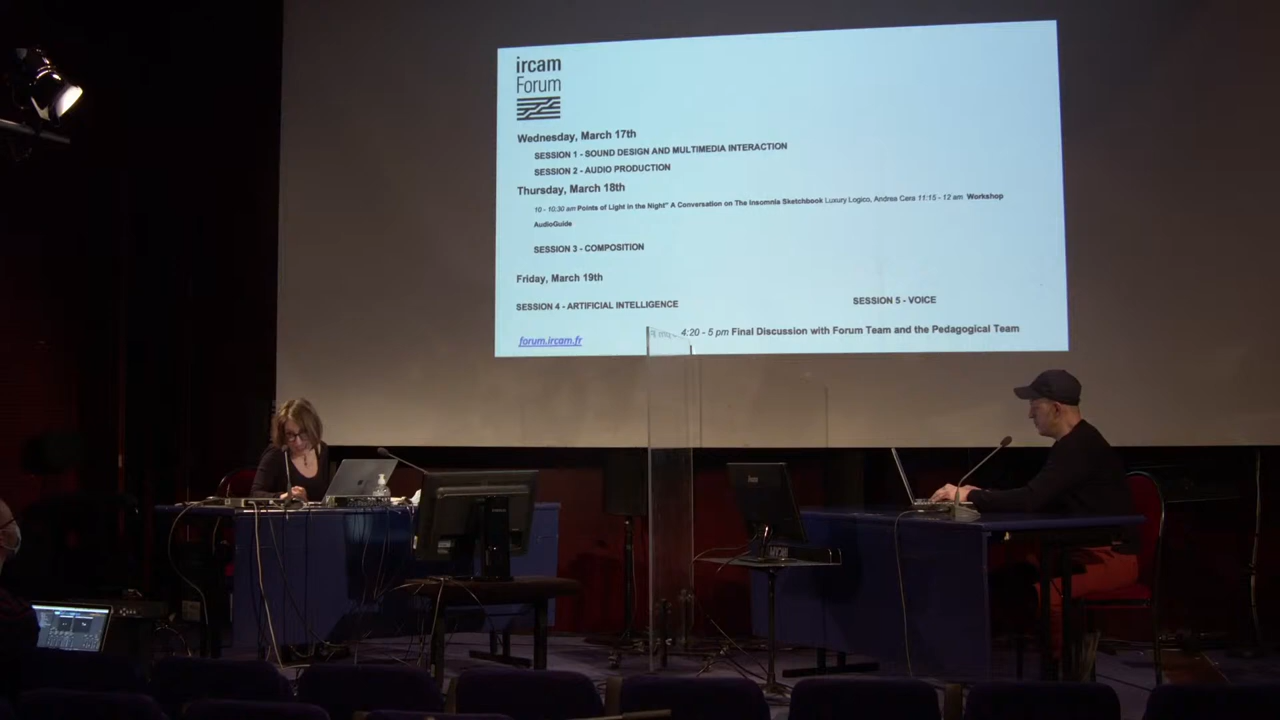 ircam
Forum
Wednesday, March 17th
SESSION 1 - SOUND DESIGN AND MULTIMEDIA INTERACTION
SESSION 2 - AUDIO PRODUCTION
Thursday, March 18th
10 - 10:30 am Points of Light in the Night" A Conversation on The Insomnia Sketchbook Luxury Logico, Andrea Cera 11:15 - 12 am Workshop
AudioGuide
SESSION 3 - COMPOSITION
Friday, March 19th
SESSION 4 - ARTIFICIAL INTELLIGENCE SESSION 5 - VOICE
4:20 - 5 pm Final Discussion with Forum Team and the Pedagogical Team
forum.ircam.fr